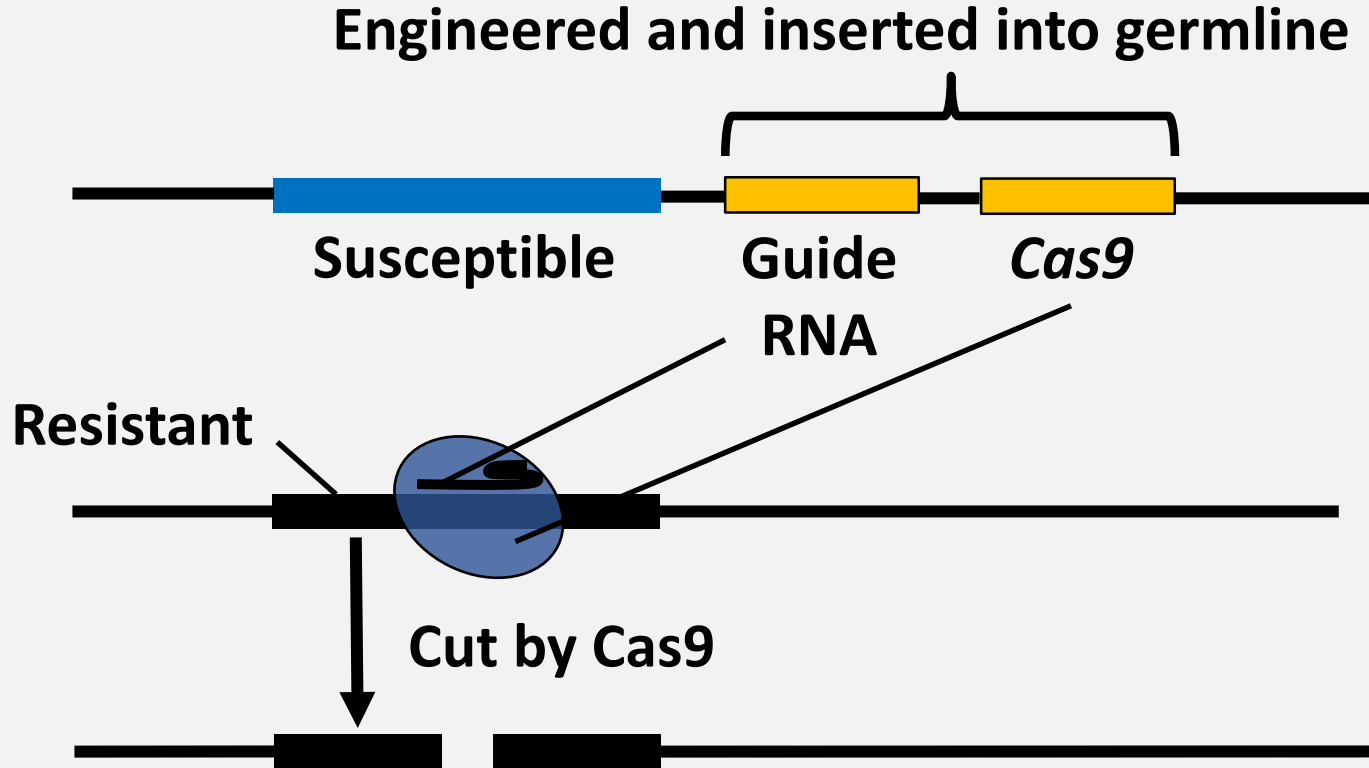 Engineered and inserted into germline
Susceptible
Guide
RNA
Cas9
Resistant
Cut by Cas9